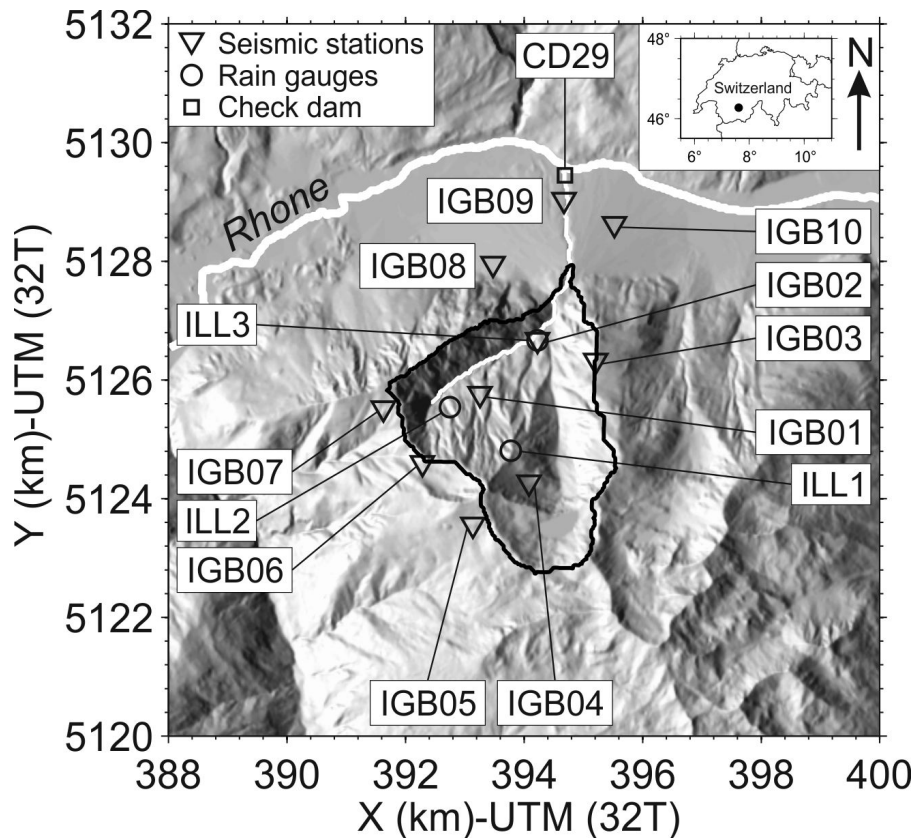 Seismic stations
Rain gauges
Check dam
CD29
48°
46°
Switzerland
6° 8° 10°
N
Rhone
IGB09
IGB10
IGB08
IGB02
ILL3
IGB03
IGB01
IGB07
ILL1
ILL2
IGB06
IGB05
IGB04
5132
5130
5128
5126
5124
5122
5120
Y (km)-UTM (32T)
388 390 392 394 396 398 400
X (km)-UTM (32T)